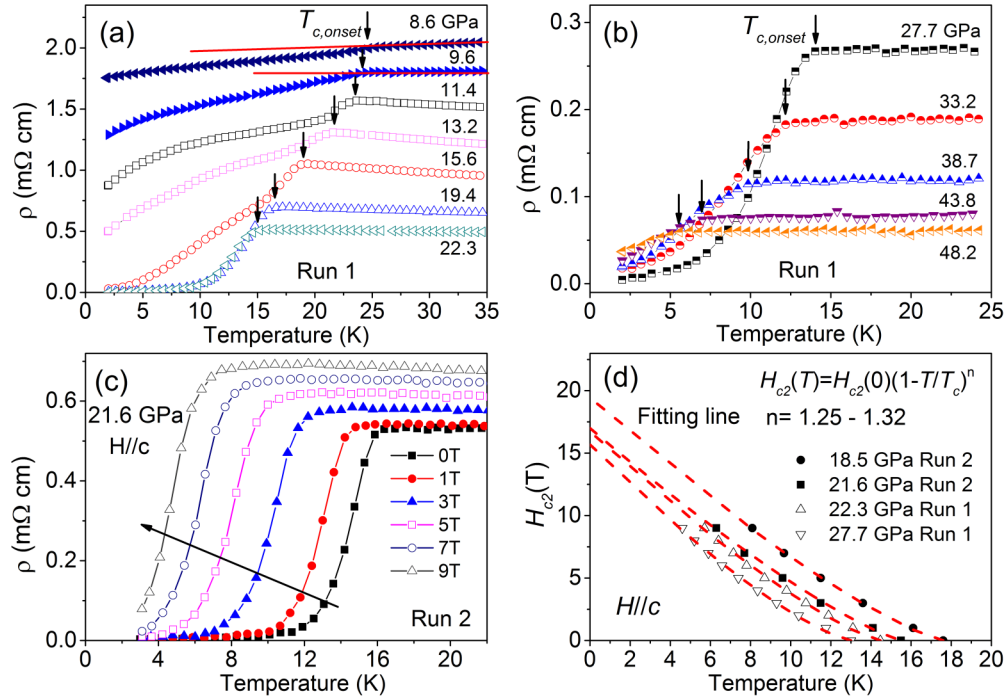 (a)
T_c,onset
8.6 GPa
9.6
11.4
13.2
15.6
19.4
22.3
Run 1
2.0
1.5
1.0
0.5
0.0
ρ (mΩ cm)
0 5 10 15 20 25 30 35
Temperature (K)
(b)
T_c,onset
27.7 GPa
33.2
38.7
43.8
48.2
Run 1
0.3
0.2
0.1
0.0
ρ (mΩ cm)
0 5 10 15 20 25
Temperature (K)
(c)
21.6 GPa
H//c
0T
1T
3T
5T
7T
9T
Run 2
0.6
0.4
0.2
0.0
ρ (mΩ cm)
0 4 8 12 16 20
Temperature (K)
(d)
H_c2(T)=H_c2(0)(1-T/T_c)^n
Fitting line n= 1.25 - 1.32
18.5 GPa Run 2
21.6 GPa Run 2
22.3 GPa Run 1
27.7 GPa Run 1
H//c
20
15
10
5
0
H_c2(T)
0 2 4 6 8 10 12 14 16 18 20
Temperature (K)